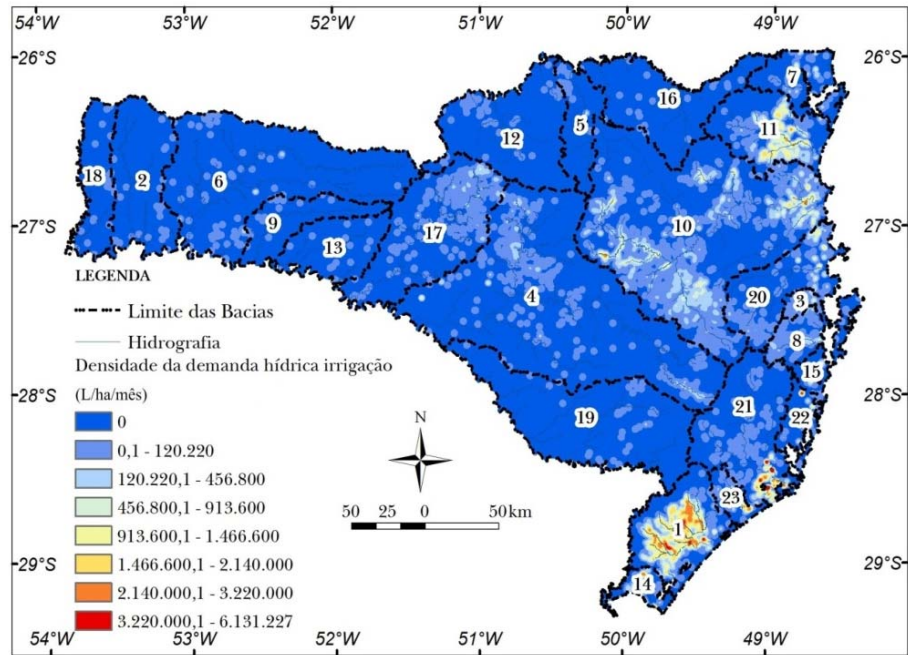 54°W 53°W 52°W 51°W 50°W 49°W
26°S 26°S
7
16
5
12
11
18 2 6
27°S 27°S
9 17 10
13
LEGENDA
4 20 3
Limite das Bacias
Hidrografia
8
Densidade da demanda hídrica irrigação
15
(L/ha/mês)
28°S 28°S
0
19 21 22
0,1 - 120.220
N
120.220,1 - 456.800
456.800,1 - 913.600
23
50 25 0 50 km
913.600,1 - 1.466.600
1
1.466.600,1 - 2.140.000
29°S 29°S
2.140.000,1 - 3.220.000
14
3.220.000,1 - 6.131.227
54°W 53°W 52°W 51°W 50°W 49°W